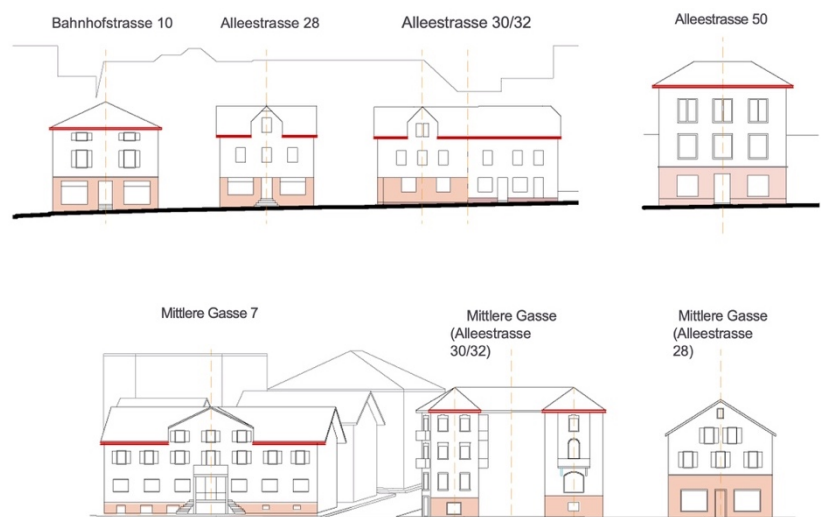 Bahnhofstrasse 10
Alleestrasse 28
Alleestrasse 30/32
Alleestrasse 50
Mittlere Gasse 7
Mittlere Gasse
(Alleestrasse
30/32)
Mittlere Gasse
(Alleestrasse
28)